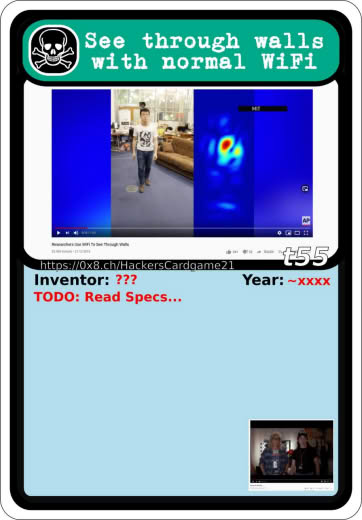 See through walls
with normal WiFi
MIT
AP
Researchers Use WiFi To See Through Walls
t55
https://0x8.ch/HackersCardgame21
Inventor: ???
Year: ~xxxx
TODO: Read Specs...